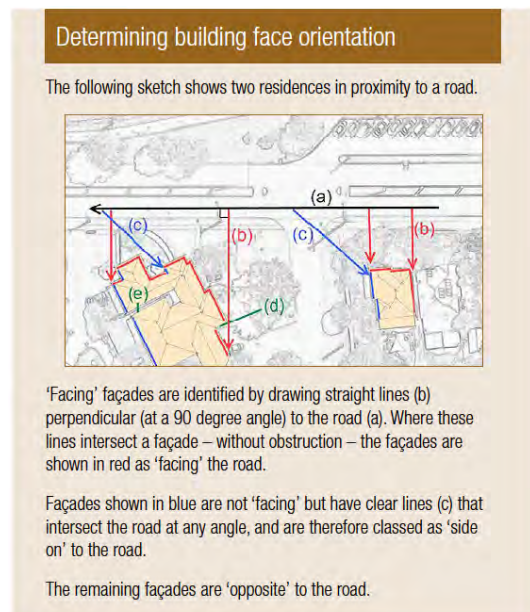 Determining building face orientation
The following sketch shows two residences in proximity to a road.
(a)
(c)
(b)
(c)
(b)
(e)
(d)
‘Facing’ façades are identified by drawing straight lines (b)
perpendicular (at a 90 degree angle) to the road (a). Where these
lines intersect a façade – without obstruction – the façades are
shown in red as ‘facing’ the road.
Façades shown in blue are not ‘facing’ but have clear lines (c) that
intersect the road at any angle, and are therefore classed as ‘side
on’ to the road.
The remaining façades are ‘opposite’ to the road.